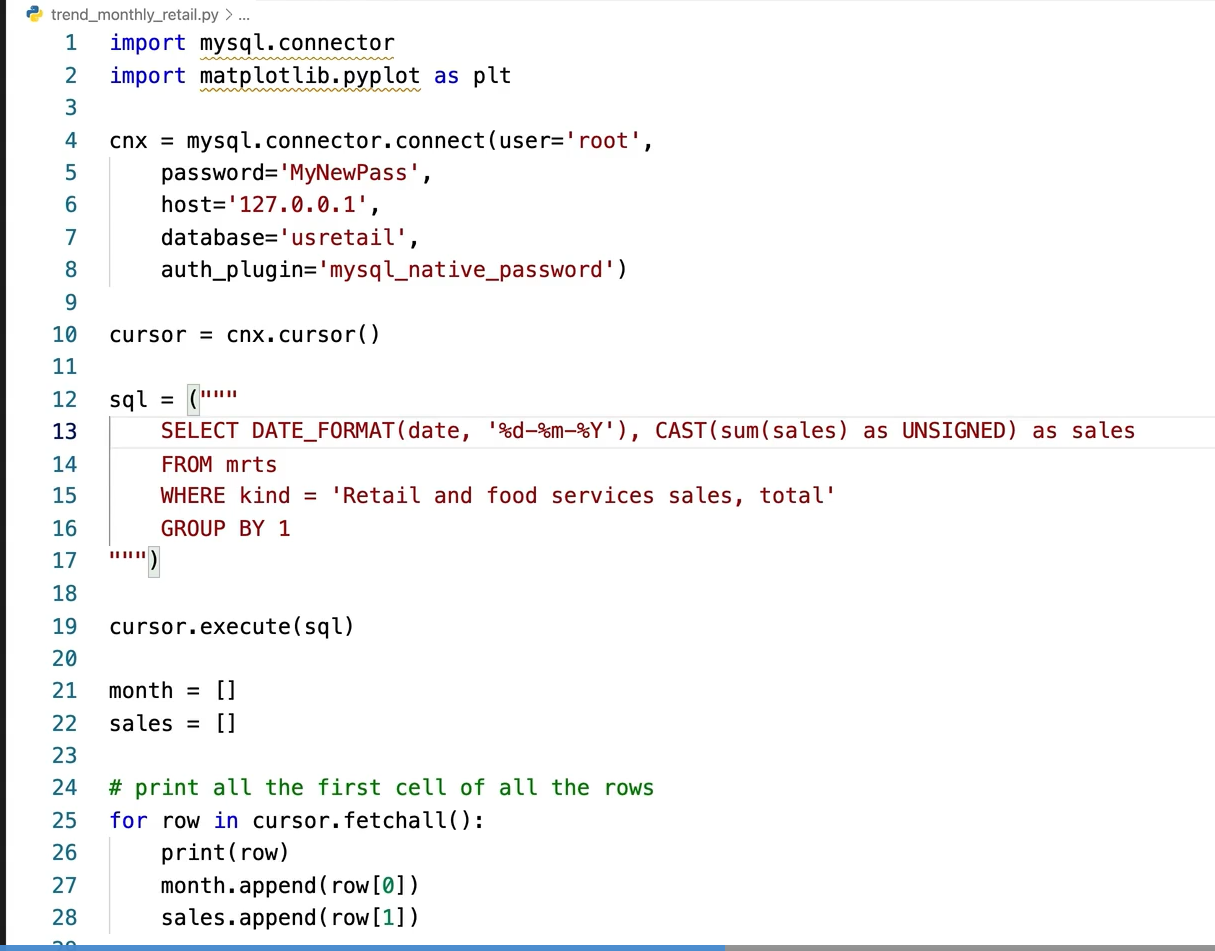 trend_monthly_retail.py > ...
1 import mysql.connector
2 import matplotlib.pyplot as plt
3
4 cnx = mysql.connector.connect(user='root',
5     password='MyNewPass',
6     host='127.0.0.1',
7     database='usretail',
8     auth_plugin='mysql_native_password')
9
10 cursor = cnx.cursor()
11
12 sql = ("""
13     SELECT DATE_FORMAT(date, '%d-%m-%Y'), CAST(sum(sales) as UNSIGNED) as sales
14     FROM mrts
15     WHERE kind = 'Retail and food services sales, total'
16     GROUP BY 1
17 """)
18
19 cursor.execute(sql)
20
21 month = []
22 sales = []
23
24 # print all the first cell of all the rows
25 for row in cursor.fetchall():
26     print(row)
27     month.append(row[0])
28     sales.append(row[1])